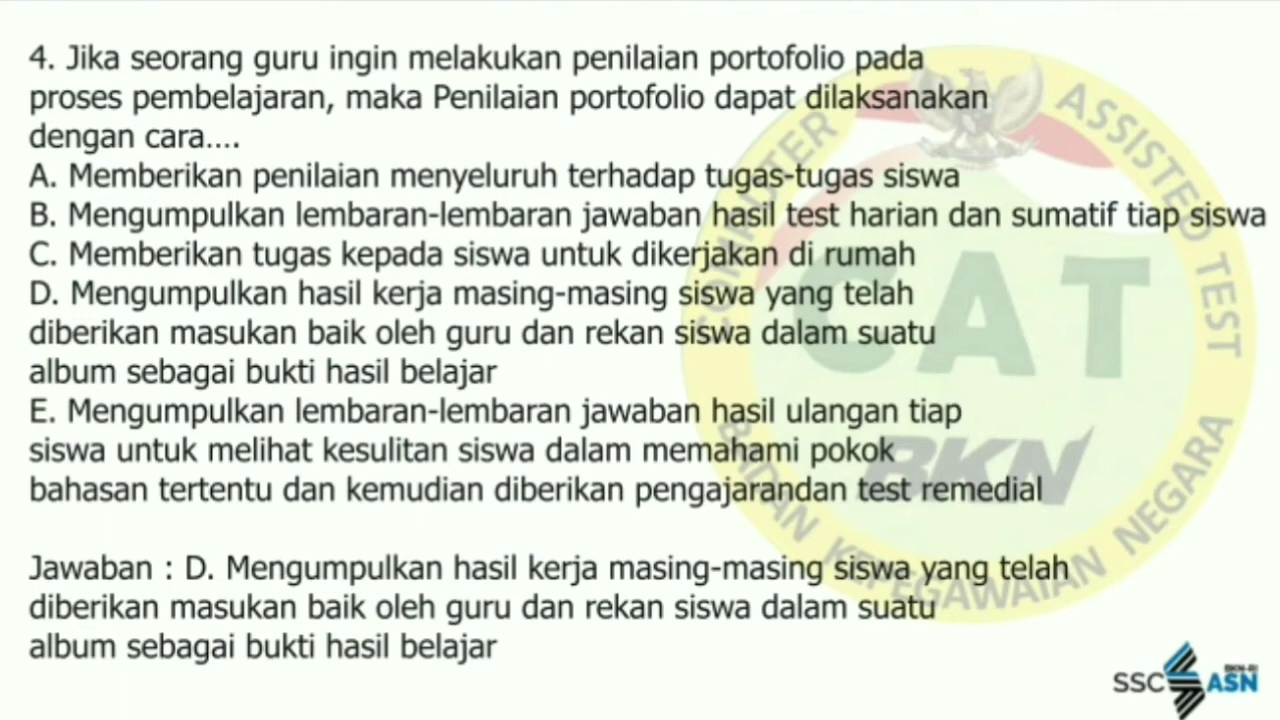 4. Jika seorang guru ingin melakukan penilaian portofolio pada
proses pembelajaran, maka Penilaian portofolio dapat dilaksanakan
dengan cara....
A. Memberikan penilaian menyeluruh terhadap tugas-tugas siswa
B. Mengumpulkan lembaran-lembaran jawaban hasil test harian dan sumatif tiap siswa
C. Memberikan tugas kepada siswa untuk dikerjakan di rumah
D. Mengumpulkan hasil kerja masing-masing siswa yang telah
diberikan masukan baik oleh guru dan rekan siswa dalam suatu
album sebagai bukti hasil belajar
E. Mengumpulkan lembaran-lembaran jawaban hasil ulangan tiap
siswa untuk melihat kesulitan siswa dalam memahami pokok
bahasan tertentu dan kemudian diberikan pengajarandan test remedial
Jawaban : D. Mengumpulkan hasil kerja masing-masing siswa yang telah
diberikan masukan baik oleh guru dan rekan siswa dalam suatu
album sebagai bukti hasil belajar
COMPUTER ASSISTED TEST
CAT
BKN
BADAN KEPEGAWAIAN NEGARA
BKN-RI
SSC ASN